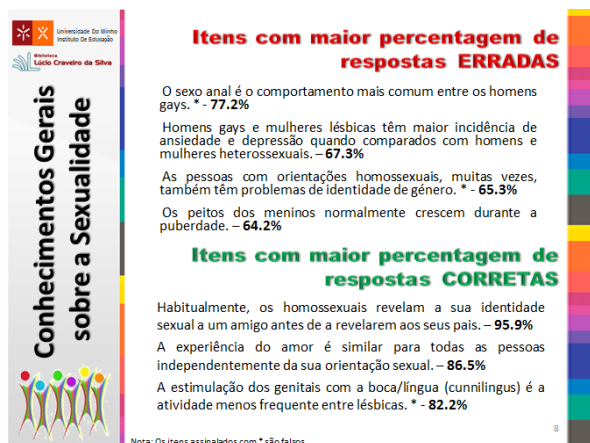 Universidade Do Minho
Instituto De Educação
Biblioteca
Lúcio Craveiro da Silva
Conhecimentos Gerais
sobre a Sexualidade
Itens com maior percentagem de
respostas ERRADAS
O sexo anal é o comportamento mais comum entre os homens
gays. * - 77.2%
Homens gays e mulheres lésbicas têm maior incidência de
ansiedade e depressão quando comparados com homens e
mulheres heterossexuais. – 67.3%
As pessoas com orientações homossexuais, muitas vezes,
também têm problemas de identidade de género. * - 65.3%
Os peitos dos meninos normalmente crescem durante a
puberdade. – 64.2%
Itens com maior percentagem de
respostas CORRETAS
Habitualmente, os homossexuais revelam a sua identidade
sexual a um amigo antes de a revelarem aos seus pais. – 95.9%
A experiência do amor é similar para todas as pessoas
independentemente da sua orientação sexual. – 86.5%
A estimulação dos genitais com a boca/língua (cunnilingus) é a
atividade menos frequente entre lésbicas. * - 82.2%
8
Nota: Os itens assinalados com * são falsos